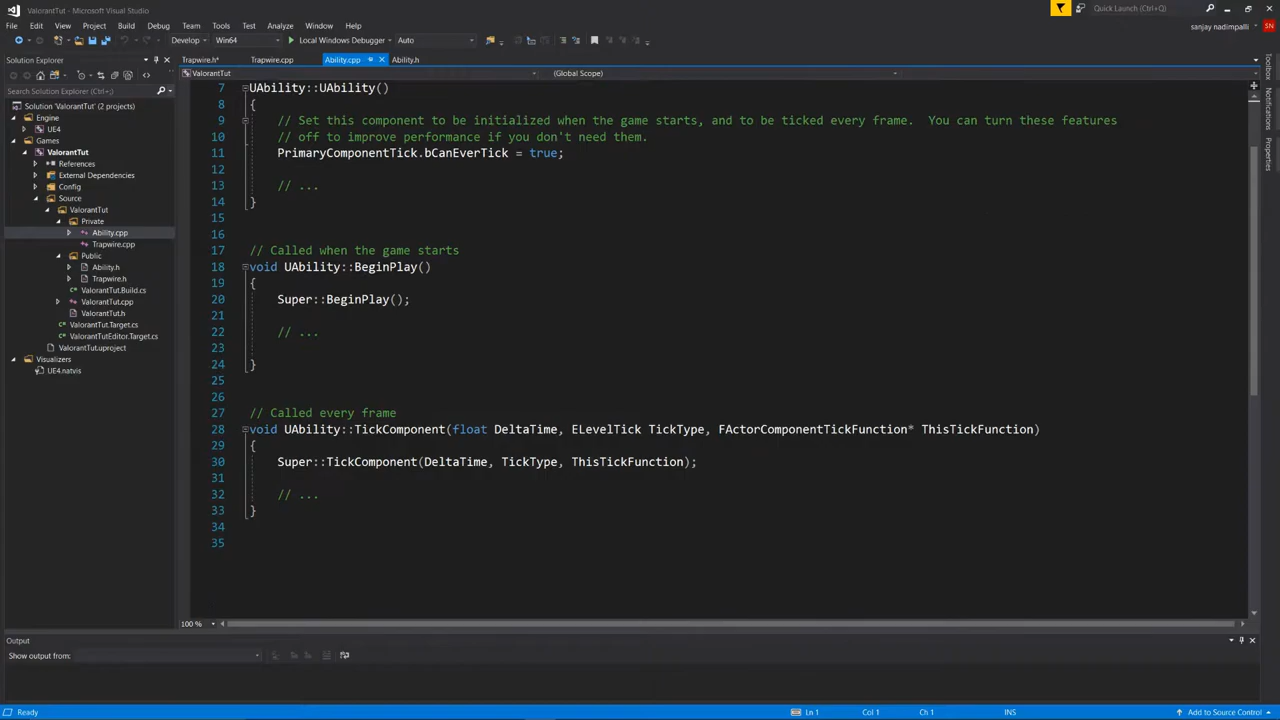 ValorantTut - Microsoft Visual Studio
Quick Launch (Ctrl+Q)
File Edit View Project Build Debug Team Tools Test Analyze Window Help
sanjay nadimpalli SN
Develop Win64 Local Windows Debugger Auto
Solution Explorer
Trapwire.h* Trapwire.cpp Ability.cpp Ability.h
ValorantTut (Global Scope)
Search Solution Explorer (Ctrl+;)
Solution 'ValorantTut' (2 projects)
Engine
UE4
Games
ValorantTut
References
External Dependencies
Config
Source
ValorantTut
Private
Ability.cpp
Trapwire.cpp
Public
Ability.h
Trapwire.h
ValorantTut.Build.cs
ValorantTut.cpp
ValorantTut.h
ValorantTut.Target.cs
ValorantTutEditor.Target.cs
ValorantTut.uproject
Visualizers
UE4.natvis
7 UAbility::UAbility()
8 {
9 // Set this component to be initialized when the game starts, and to be ticked every frame.  You can turn these features
10 // off to improve performance if you don't need them.
11 PrimaryComponentTick.bCanEverTick = true;
12
13 // ...
14 }
15
16
17 // Called when the game starts
18 void UAbility::BeginPlay()
19 {
20 Super::BeginPlay();
21
22 // ...
23
24 }
25
26
27 // Called every frame
28 void UAbility::TickComponent(float DeltaTime, ELevelTick TickType, FActorComponentTickFunction* ThisTickFunction)
29 {
30 Super::TickComponent(DeltaTime, TickType, ThisTickFunction);
31
32 // ...
33 }
34
35
Toolbox
Notifications
Properties
100 %
Output
Show output from:
Ready Ln 1 Col 1 Ch 1 INS Add to Source Control